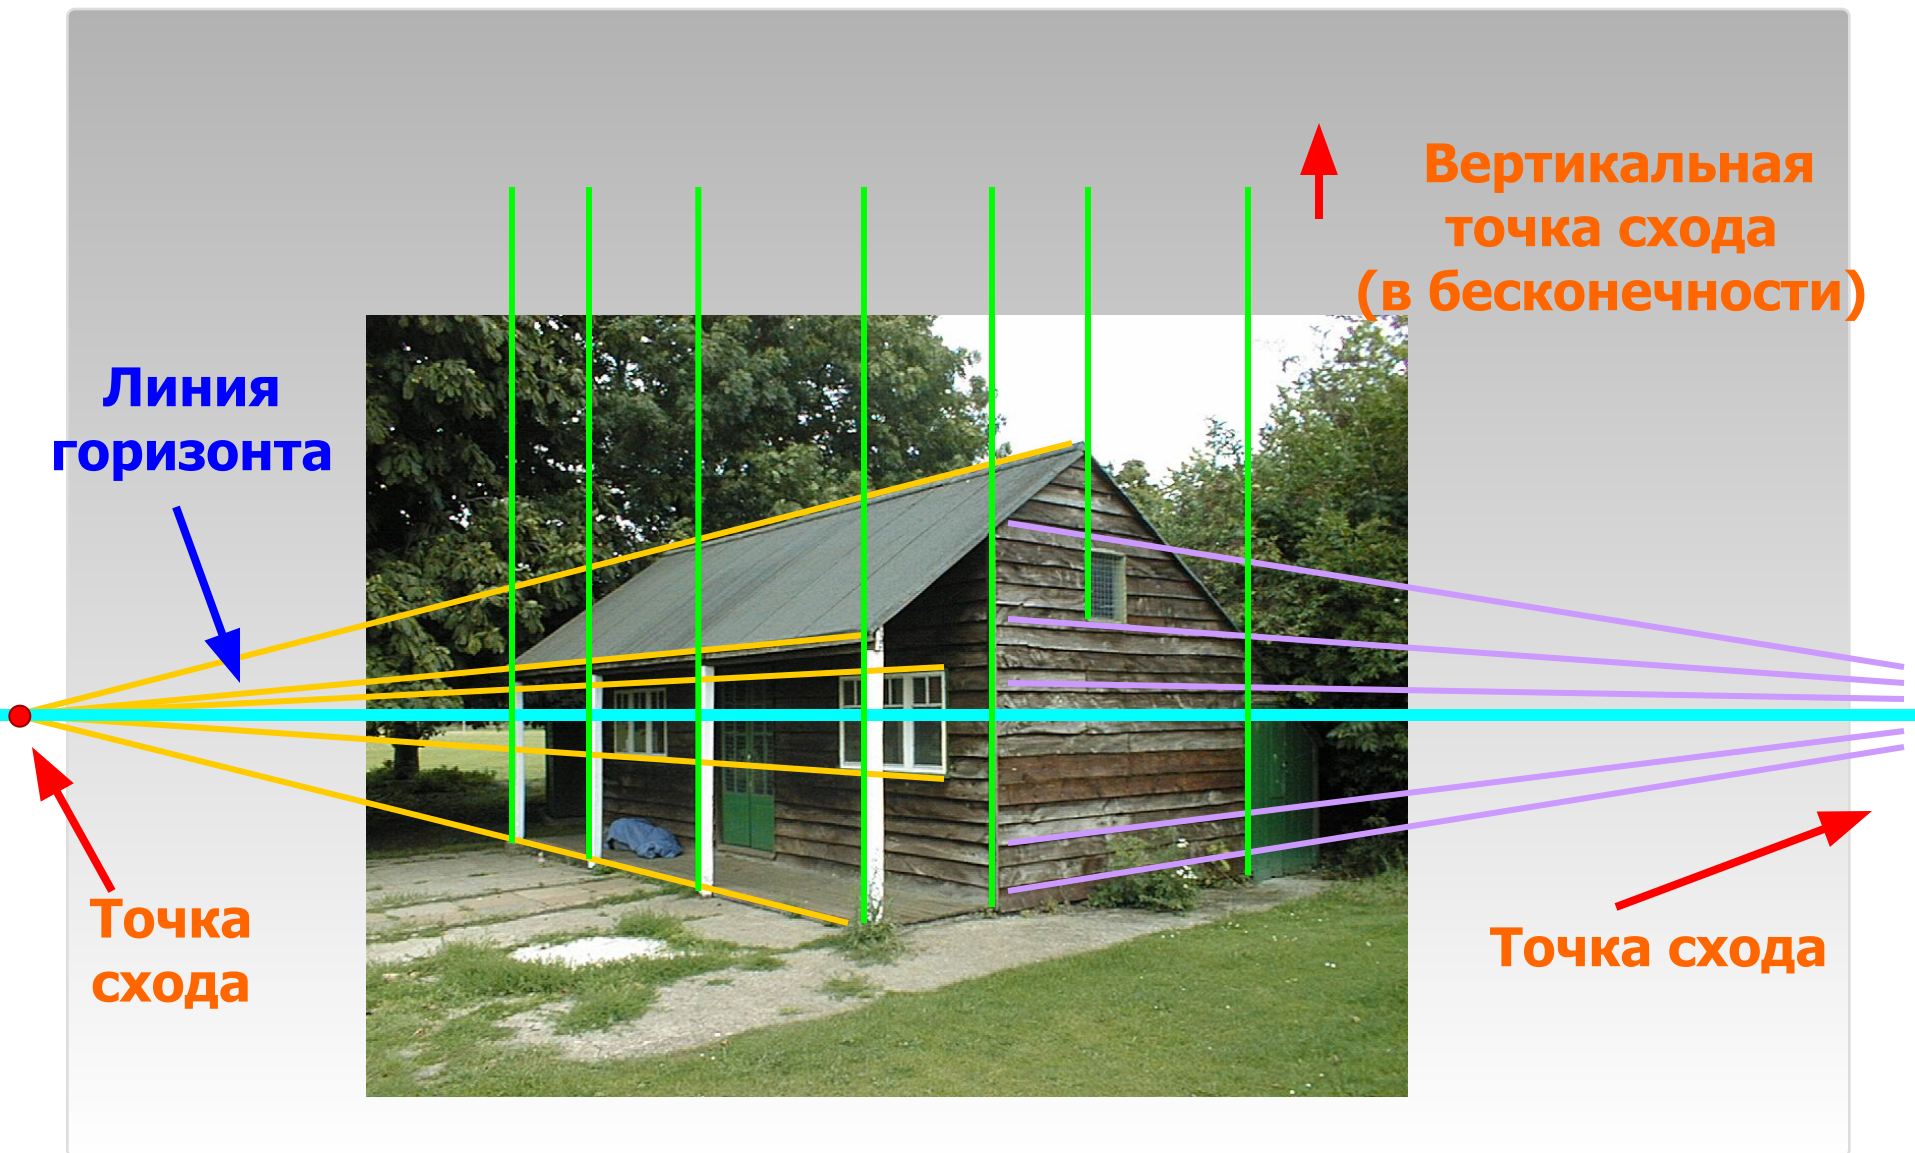 Вертикальная
точка схода
(в бесконечности)
Линия
горизонта
Точка
схода
Точка схода